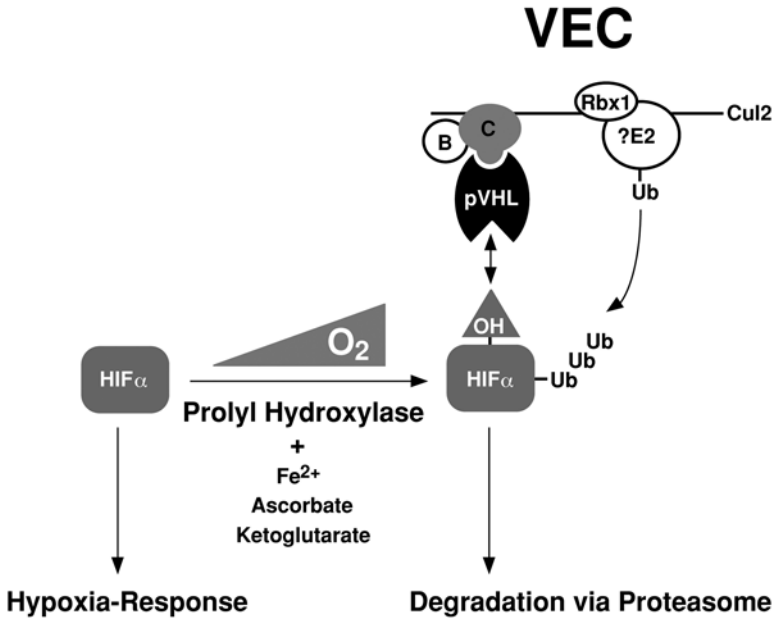 VEC
Rbx1
Cul2
B
C
?E2
pVHL
Ub
OH
O2
HIFα
HIFα
Ub
Ub
Ub
Prolyl Hydroxylase
+
Fe2+
Ascorbate
Ketoglutarate
Hypoxia-Response
Degradation via Proteasome